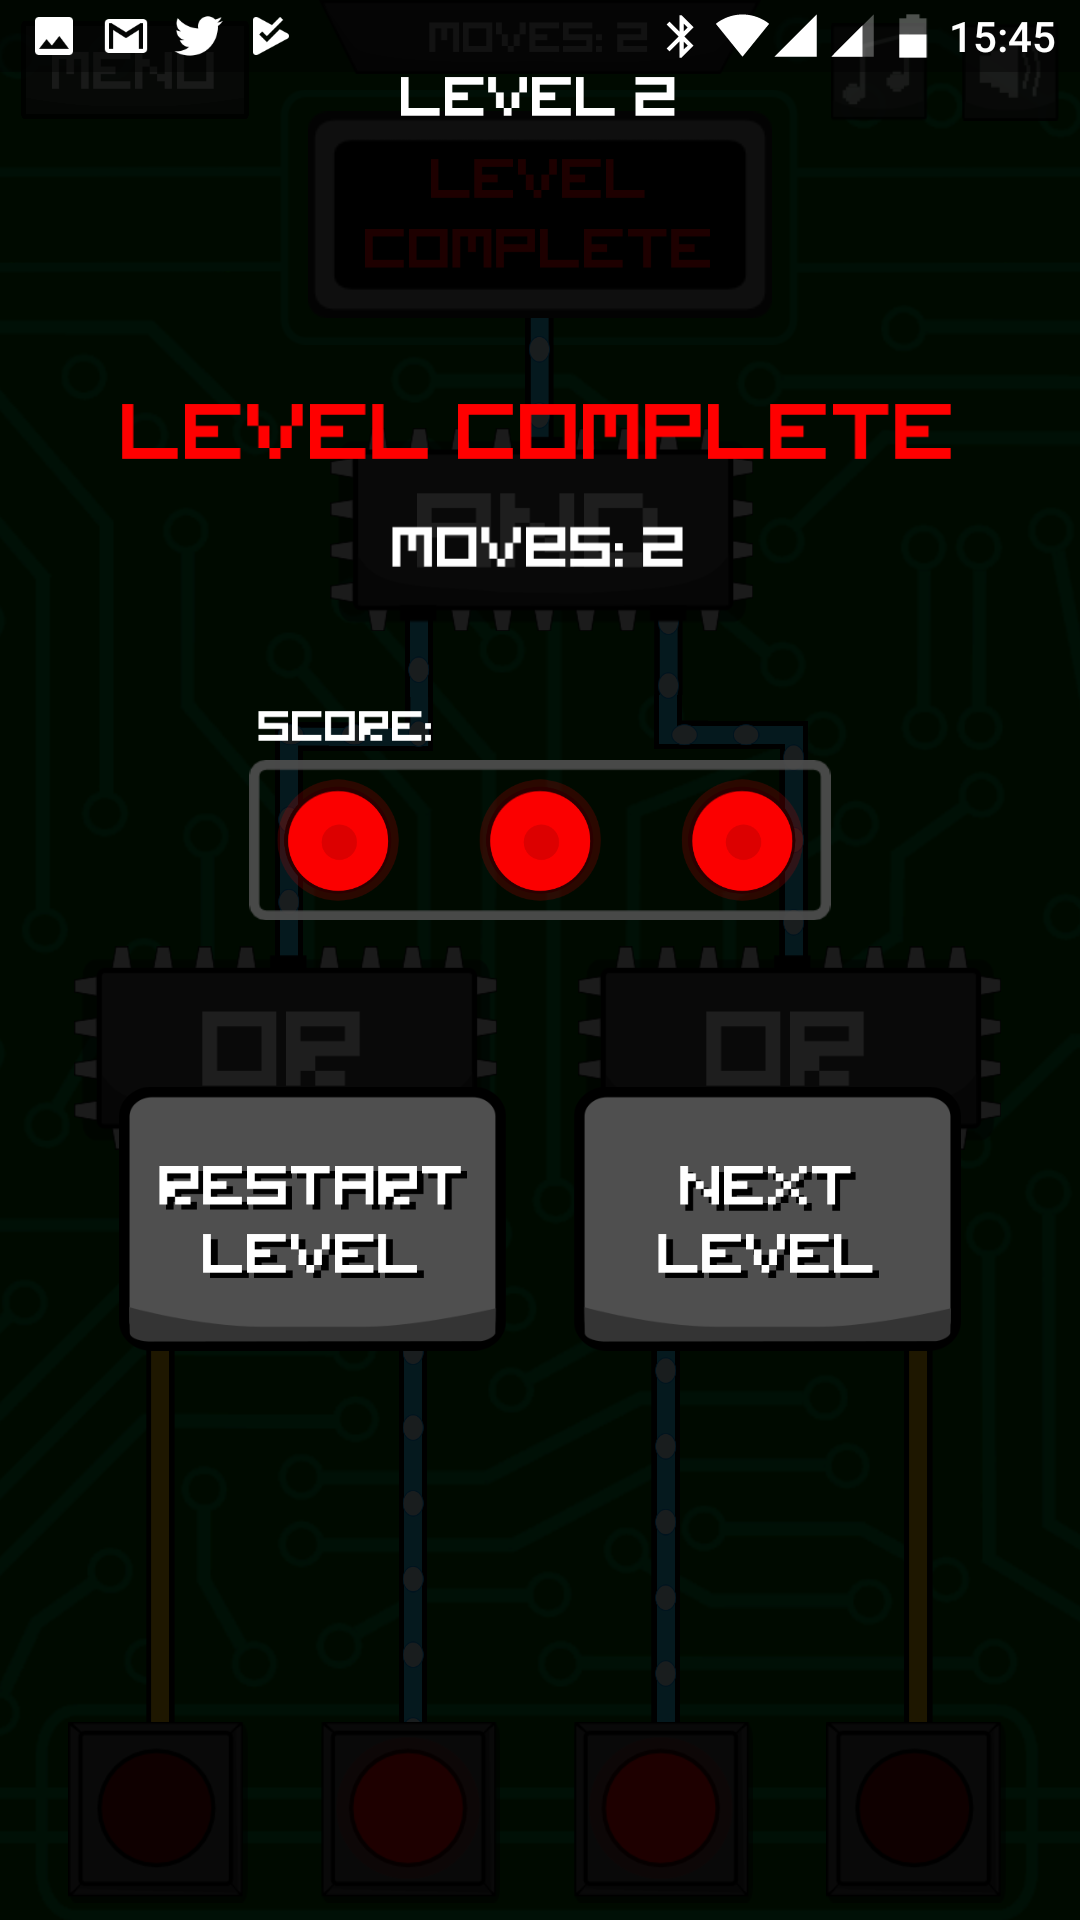 15:45
MOVES: 2
MENU
LEVEL 2
LEVEL
COMPLETE
LEVEL COMPLETE
AND
MOVES: 2
SCORE:
OR OR
RESTART
LEVEL
NEXT
LEVEL